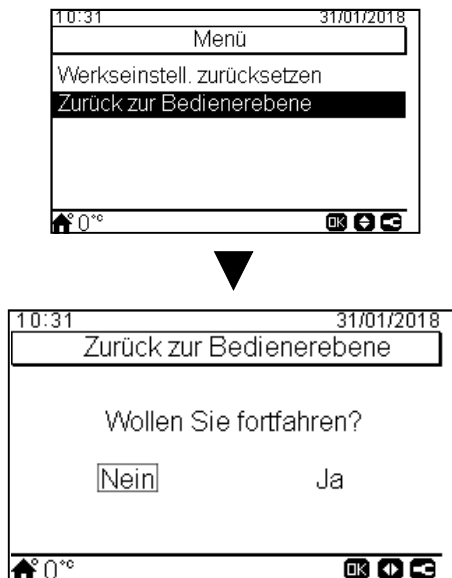 10:31 31/01/2018
Menü
Werkseinstell. zurücksetzen
Zurück zur Bedienerebene
0°C OK
10:31 31/01/2018
Zurück zur Bedienerebene
Wollen Sie fortfahren?
Nein Ja
0°C OK